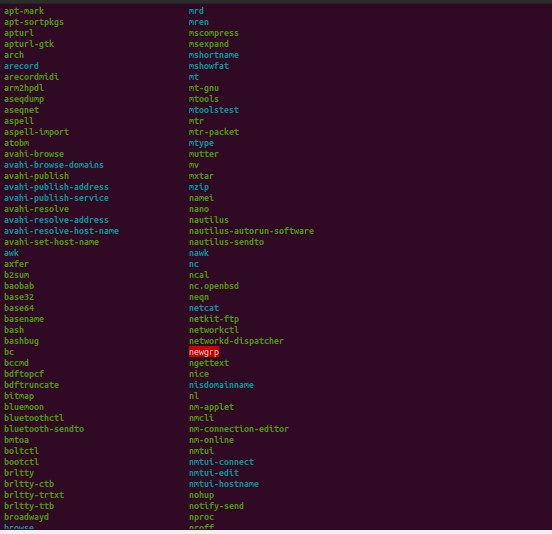 apt-mark mrd
apt-sortpkgs mren
apturl mscompress
apturl-gtk msexpand
arch mshortname
arecord mshowfat
arecordmidi mt
arm2hpdl mt-gnu
aseqdump mtools
aseqnet mtoolstest
aspell mtr
aspell-import mtr-packet
atobm mtype
avahi-browse mutter
avahi-browse-domains mv
avahi-publish mxtar
avahi-publish-address mzip
avahi-publish-service namei
avahi-resolve nano
avahi-resolve-address nautilus
avahi-resolve-host-name nautilus-autorun-software
avahi-set-host-name nautilus-sendto
awk nawk
axfer nc
b2sum ncal
baobab nc.openbsd
base32 neqn
base64 netcat
basename netkit-ftp
bash networkctl
bashbug networkd-dispatcher
bc newgrp
bccmd ngettext
bdftopcf nice
bdftruncate nisdomainname
bitmap nl
bluemoon nm-applet
bluetoothctl nmcli
bluetooth-sendto nm-connection-editor
bmtoa nm-online
boltctl nmtui
bootctl nmtui-connect
brltty nmtui-edit
brltty-ctb nmtui-hostname
brltty-trtxt nohup
brltty-ttb notify-send
broadwayd nproc
browse nroff